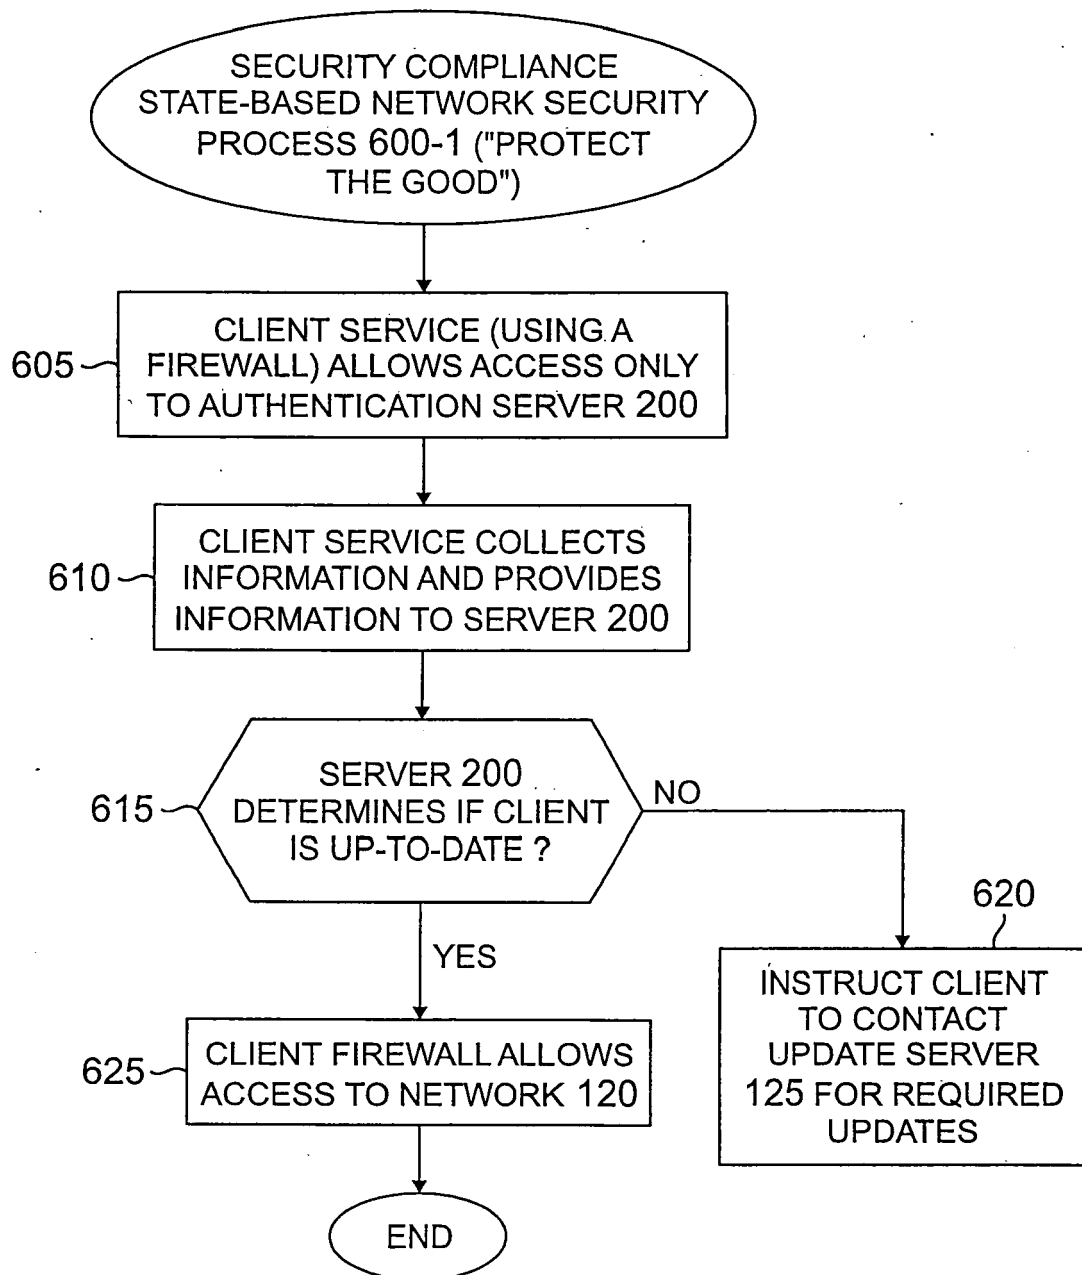 SECURITY COMPLIANCE
STATE-BASED NETWORK SECURITY
PROCESS 600-1 ("PROTECT
THE GOOD")
605
CLIENT SERVICE (USING A
FIREWALL) ALLOWS ACCESS ONLY
TO AUTHENTICATION SERVER 200
610
CLIENT SERVICE COLLECTS
INFORMATION AND PROVIDES
INFORMATION TO SERVER 200
615
SERVER 200
DETERMINES IF CLIENT
IS UP-TO-DATE ?
NO
YES
620
INSTRUCT CLIENT
TO CONTACT
UPDATE SERVER
125 FOR REQUIRED
UPDATES
625
CLIENT FIREWALL ALLOWS
ACCESS TO NETWORK 120
END